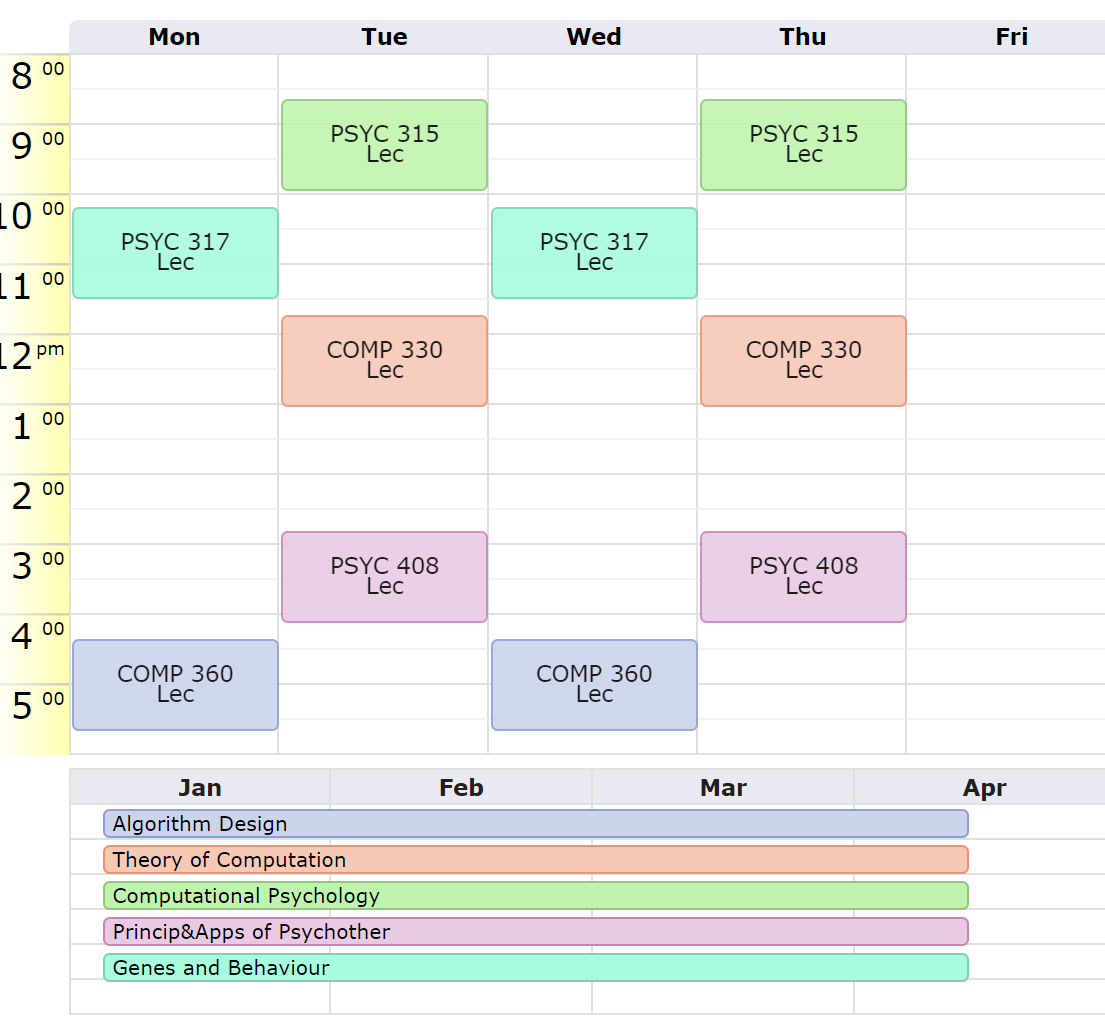 Mon Tue Wed Thu Fri
8 00
PSYC 315 PSYC 315
Lec Lec
9 00
10 00
PSYC 317 PSYC 317
Lec Lec
11 00
COMP 330 COMP 330
Lec Lec
12 pm
1 00
2 00
3 00
PSYC 408 PSYC 408
Lec Lec
4 00
COMP 360 COMP 360
Lec Lec
5 00
Jan Feb Mar Apr
Algorithm Design
Theory of Computation
Computational Psychology
Princip&Apps of Psychother
Genes and Behaviour